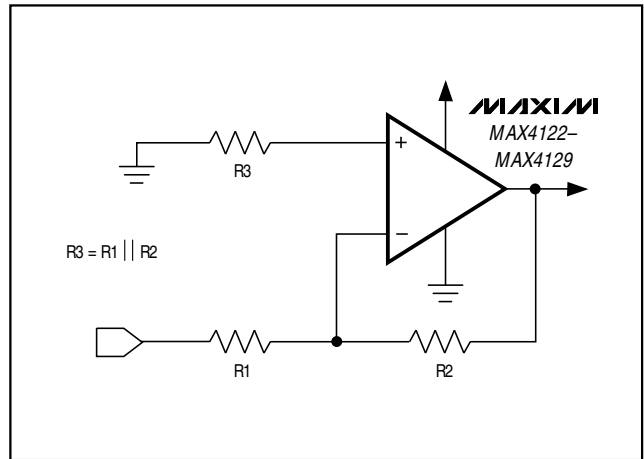 MAXIM
MAX4122–
MAX4129
+
R3
−
R3 = R1 || R2
R1
R2